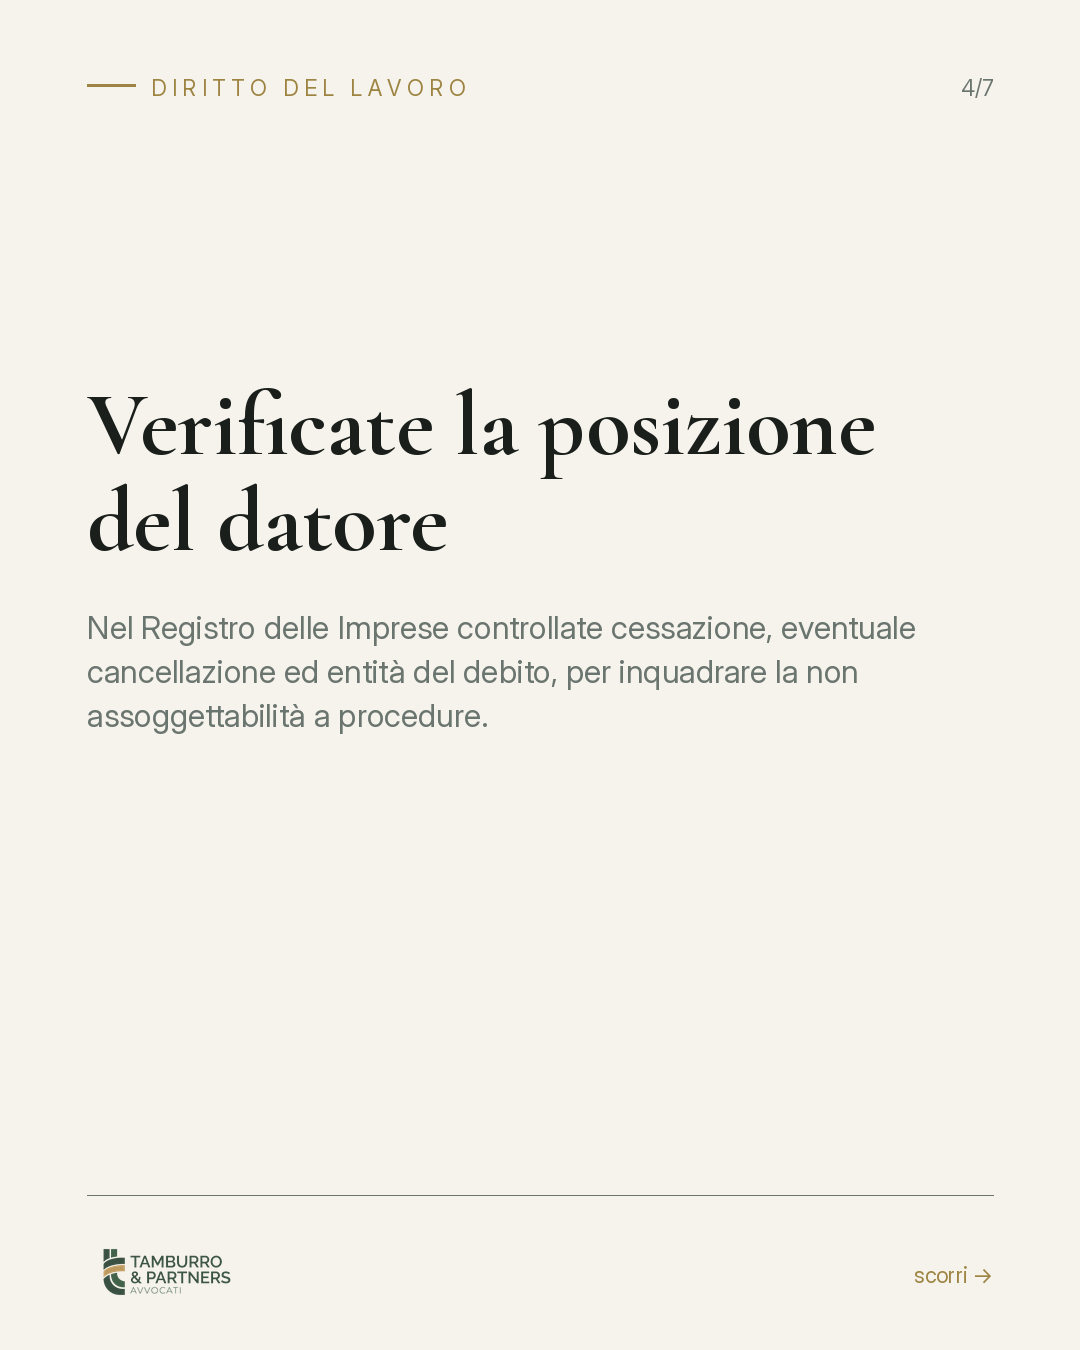 DIRITTO DEL LAVORO
4/7
Verificate la posizione
del datore
Nel Registro delle Imprese controllate cessazione, eventuale
cancellazione ed entità del debito, per inquadrare la non
assoggettabilità a procedure.
TAMBURRO
& PARTNERS
AVVOCATI
scorri →